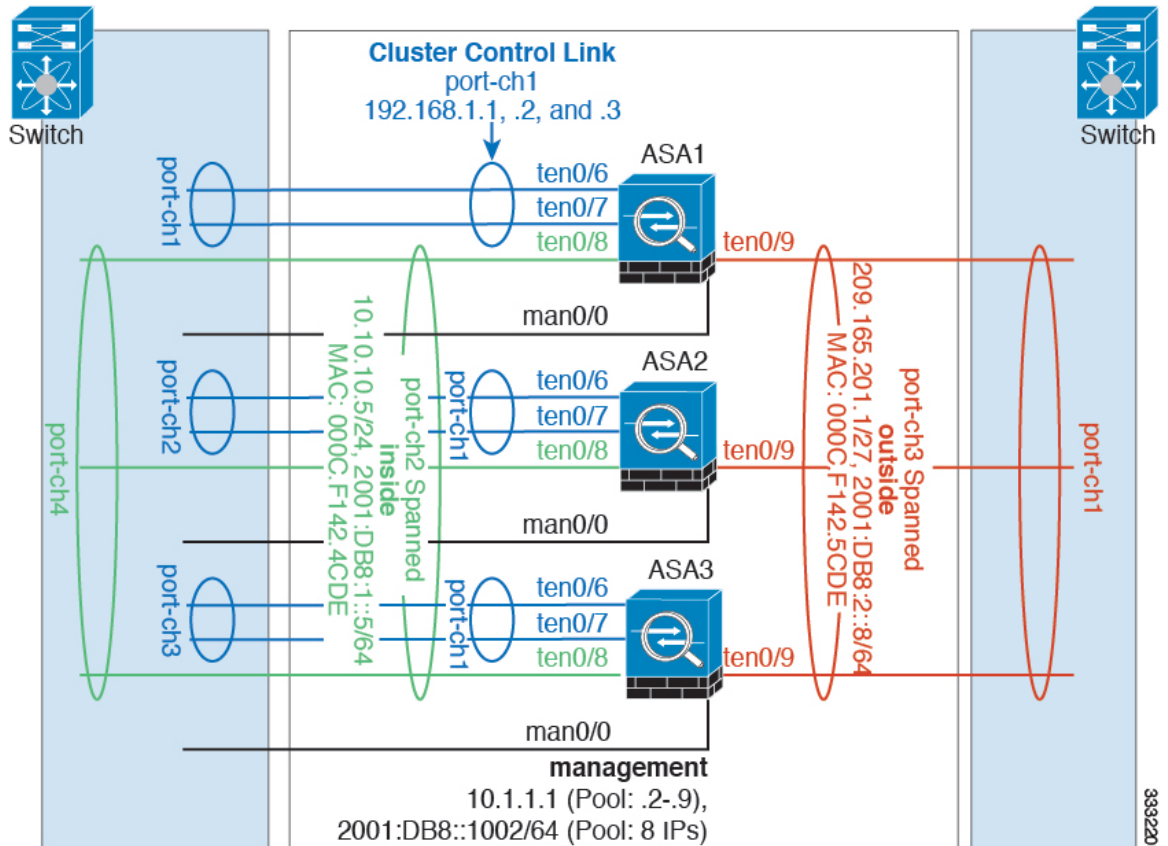 Switch
Switch
Cluster Control Link
port-ch1
192.168.1.1, .2, and .3
ASA1
port-ch1
ten0/6
ten0/7
ten0/8
ten0/9
man0/0
ASA2
port-ch2
port-ch1
ten0/6
ten0/7
ten0/8
ten0/9
man0/0
ASA3
port-ch3
port-ch1
ten0/6
ten0/7
ten0/8
ten0/9
man0/0
port-ch4
port-ch2 Spanned
inside
10.10.10.5/24, 2001:DB8:1::5/64
MAC: 000C.F142.4CDE
port-ch3 Spanned
outside
209.165.201.1/27, 2001:DB8:2::8/64
MAC: 000C.F142.5CDE
port-ch1
management
10.1.1.1 (Pool: .2-.9),
2001:DB8::1002/64 (Pool: 8 IPs)
333220